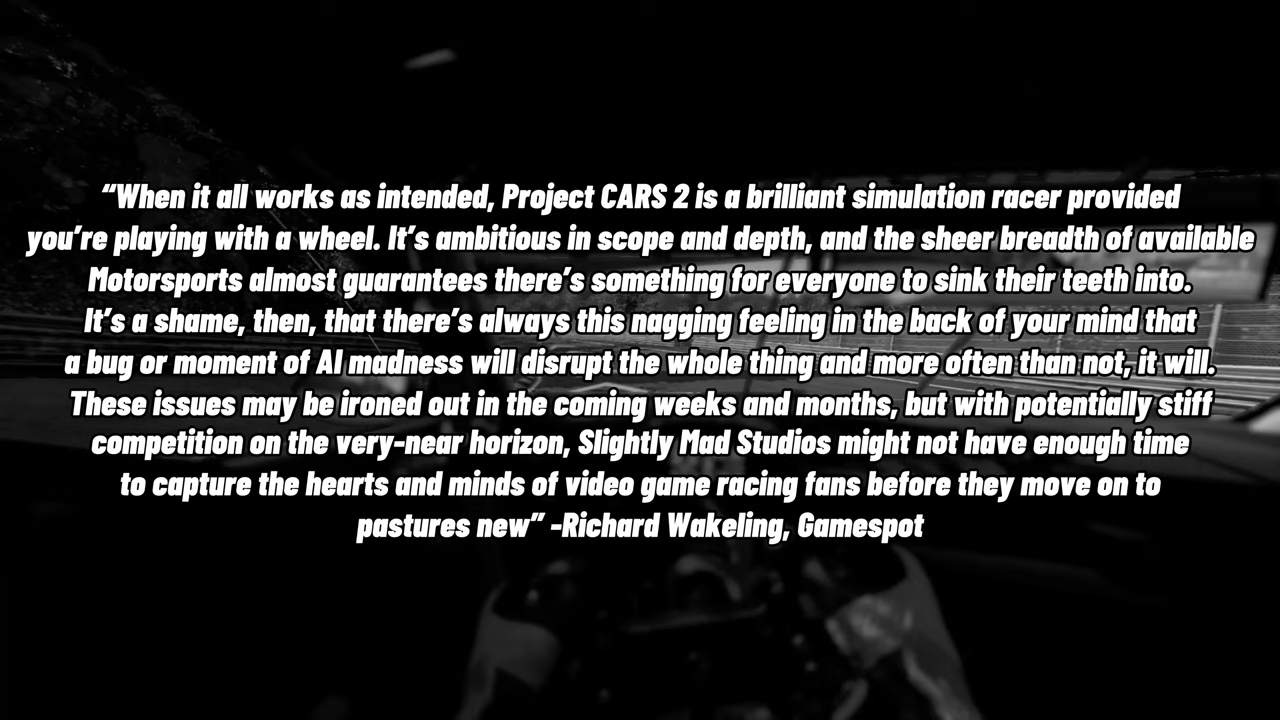 “When it all works as intended, Project CARS 2 is a brilliant simulation racer provided
you’re playing with a wheel. It’s ambitious in scope and depth, and the sheer breadth of available
Motorsports almost guarantees there’s something for everyone to sink their teeth into.
It’s a shame, then, that there’s always this nagging feeling in the back of your mind that
a bug or moment of AI madness will disrupt the whole thing and more often than not, it will.
These issues may be ironed out in the coming weeks and months, but with potentially stiff
competition on the very-near horizon, Slightly Mad Studios might not have enough time
to capture the hearts and minds of video game racing fans before they move on to
pastures new” -Richard Wakeling, Gamespot